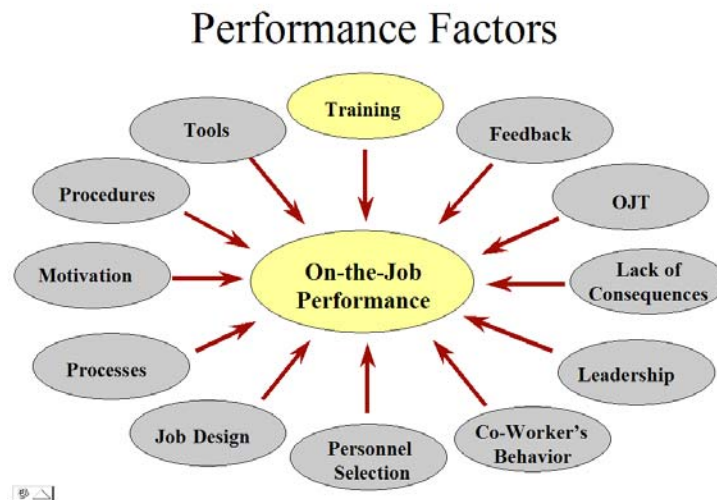 Performance Factors
Training
Tools
Feedback
Procedures
OJT
Motivation
On-the-Job
Performance
Lack of
Consequences
Processes
Leadership
Job Design
Personnel
Selection
Co-Worker's
Behavior